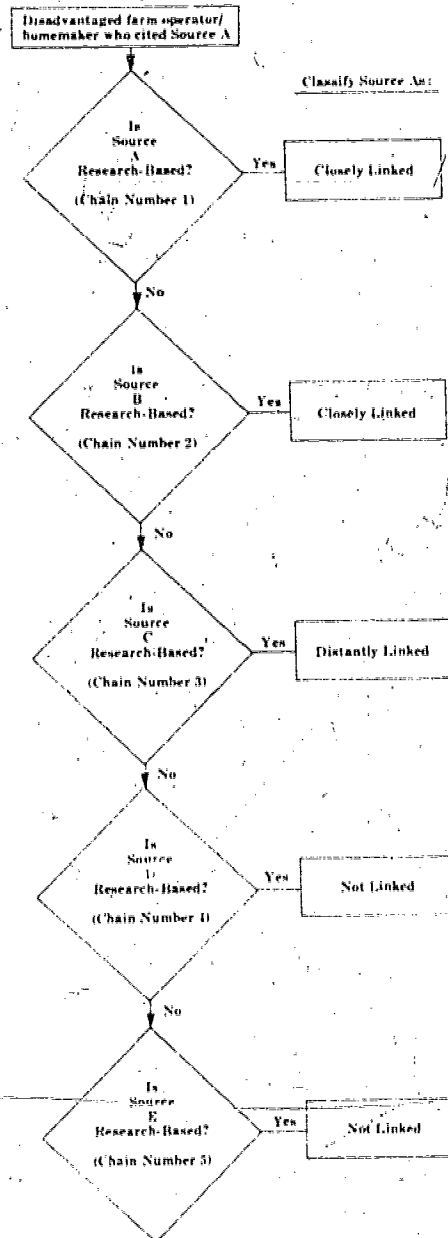 Disadvantaged farm operator/
homemaker who cited Source A
Classify Source As:
Is
Source
A
Research-Based?
(Chain Number 1)
Yes
Closely Linked
No
Is
Source
B
Research-Based?
(Chain Number 2)
Yes
Closely Linked
No
Is
Source
C
Research-Based?
(Chain Number 3)
Yes
Distantly Linked
No
Is
Source
D
Research-Based?
(Chain Number 4)
Yes
Not Linked
No
Is
Source
E
Research-Based?
(Chain Number 5)
Yes
Not Linked